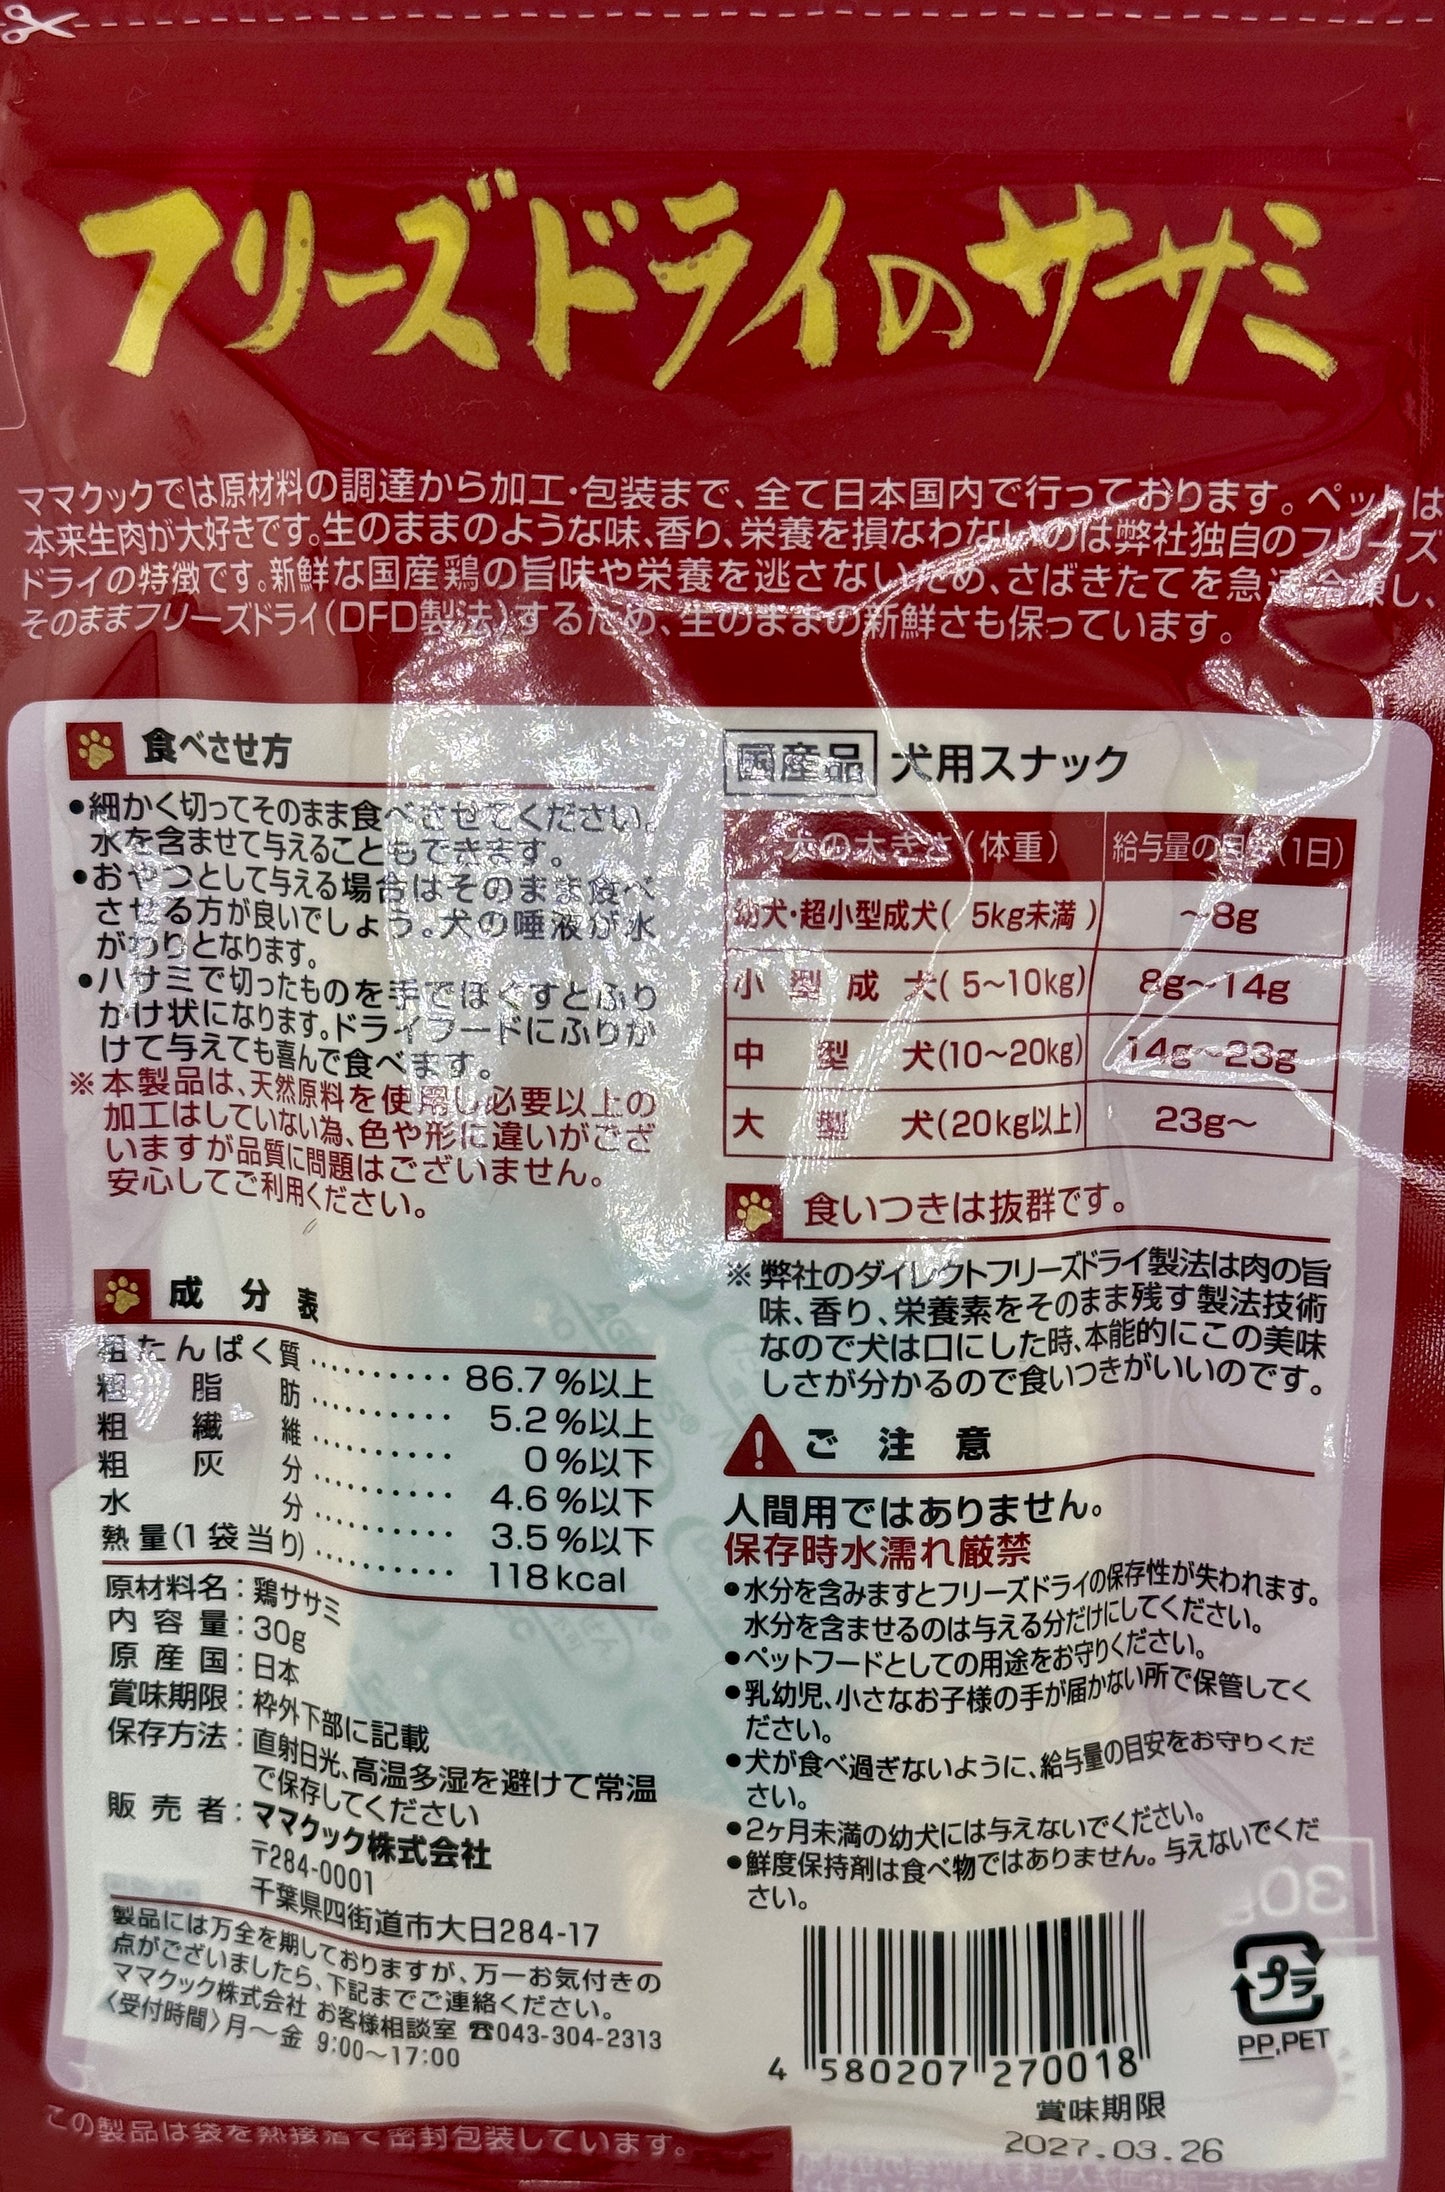 フリーズドライのササミ
ママクックでは原材料の調達から加工・包装まで、全て日本国内で行っております。ペットは
本来生肉が大好きです。生のままのような味、香り、栄養を損なわないのは弊社独自のフリーズ
ドライの特徴です。新鮮な国産鶏の旨味や栄養を逃さないため、さばきたてを急速冷凍し、
そのままフリーズドライ(DFD製法)するため、生のままの新鮮さも保っています。
食べさせ方
●細かく切ってそのまま食べさせてください。
水を含ませて与えることもできます。
●おやつとして与える場合はそのまま食べ
させる方が良いでしょう。犬の唾液が水
がわりとなります。
●ハサミで切ったものを手でほぐすとふり
かけ状になります。ドライフードにふりか
けて与えても喜んで食べます。
※本製品は、天然原料を使用し必要以上の
加工はしていない為、色や形に違いがござ
いますが品質に問題はございません。
安心してご利用ください。
成分表
粗たんぱく質‥‥‥‥‥86.7%以上
粗脂肪‥‥‥‥‥5.2%以上
粗繊維‥‥‥‥‥0%以下
粗灰分‥‥‥‥‥4.6%以下
水分‥‥‥‥‥3.5%以下
熱量(1袋当り)‥‥‥‥‥118kcal
原材料名:鶏ササミ
内容量:30g
原産国:日本
賞味期限:枠外下部に記載
保存方法:直射日光、高温多湿を避けて常温
で保存してください
販売者:ママクック株式会社
〒284-0001
千葉県四街道市大日284-17
製品には万全を期しておりますが、万一お気付きの
点がございましたら、下記までご連絡ください。
ママクック株式会社 お客様相談室 ☎043-304-2313
〈受付時間〉月〜金 9:00〜17:00
この製品は袋を熱接着で密封包装しています。
国産品 犬用スナック
犬の大きさ(体重) 給与量の目安(1日)
幼犬・超小型成犬( 5kg未満 ) 〜8g
小型成犬( 5〜10kg) 8g〜14g
中型犬(10〜20kg) 14g〜23g
大型犬(20kg以上) 23g〜
食いつきは抜群です。
※弊社のダイレクトフリーズドライ製法は肉の旨
味、香り、栄養素をそのまま残す製法技術
なので犬は口にした時、本能的にこの美味
しさが分かるので食いつきがいいのです。
ご注意
人間用ではありません。
保存時水濡れ厳禁
●水分を含みますとフリーズドライの保存性が失われます。
水分を含ませるのは与える分だけにしてください。
●ペットフードとしての用途をお守りください。
●乳幼児、小さなお子様の手が届かない所で保管してく
ださい。
●犬が食べ過ぎないように、給与量の目安をお守りくだ
さい。
●2ヶ月未満の幼犬には与えないでください。
●鮮度保持剤は食べ物ではありません。与えないでくだ
さい。
4 580207 270018
プラ
PP,PET
賞味期限
2027.03.26